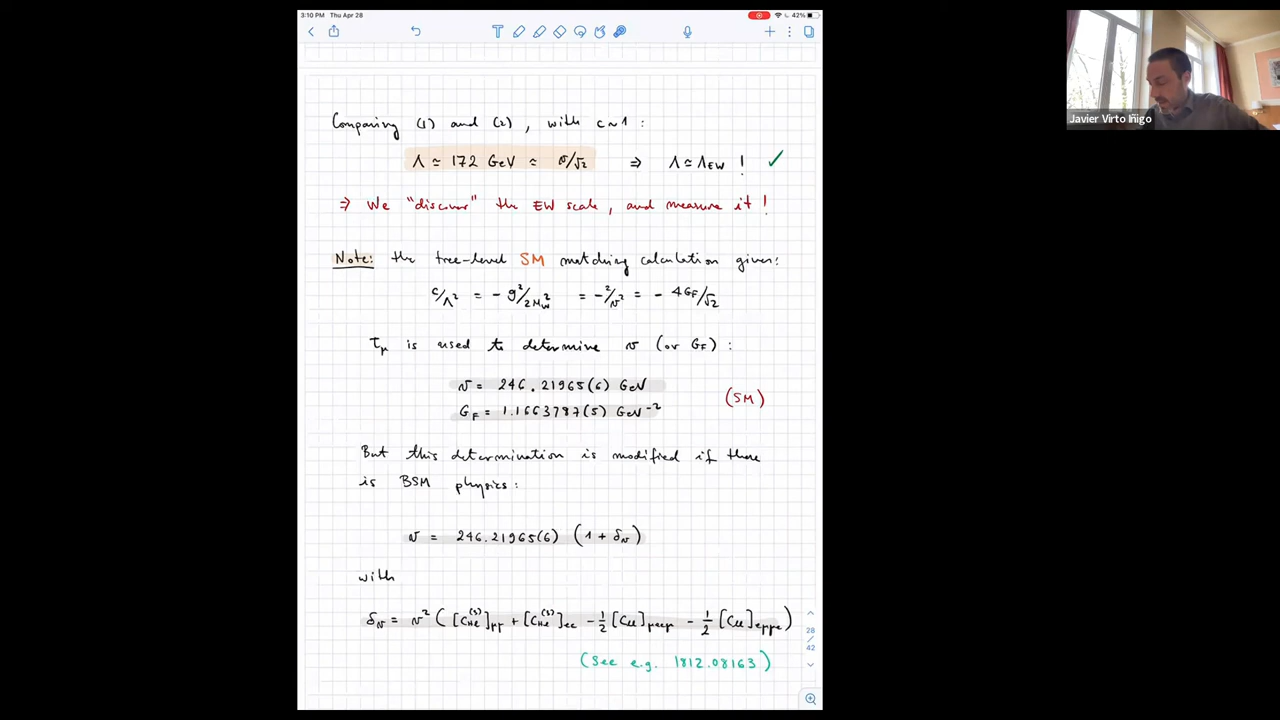 3:10 PM Thu Apr 28
42%
Comparing (1) and (2), with c~1 :
Λ ≃ 172 GeV ≈ v/√2 ⇒ Λ ≃ Λ_EW ! ✓
⇒ We "discover" the EW scale, and measure it !
Note: the tree-level SM matching calculation gives:
c/Λ² = - g²/2M_W² = - 2/v² = - 4G_F/√2
τ_μ is used to determine v (or G_F) :
v = 246.21965(6) GeV
G_F = 1.1663787(5) GeV⁻²
(SM)
But this determination is modified if there
is BSM physics :
v = 246.21965(6) (1 + δ_v)
with
δ_v = v² ( [C_Hℓ^(3)]_μμ + [C_Hℓ^(3)]_ee - 1/2 [C_ℓℓ]_μeeμ - 1/2 [C_ℓℓ]_eμμe )
(See e.g. 1812.08163)
28
/
42
Javier Virto Iñigo